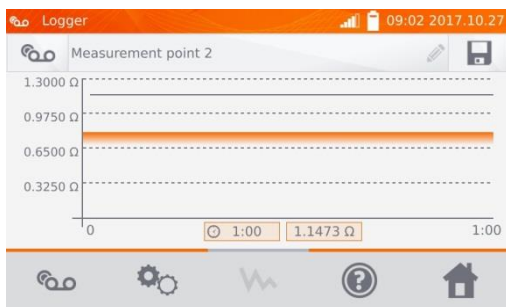 Logger 09:02 2017.10.27
Measurement point 2
1.3000 Ω
0.9750 Ω
0.6500 Ω
0.3250 Ω
0 1:00 1.1473 Ω 1:00
?